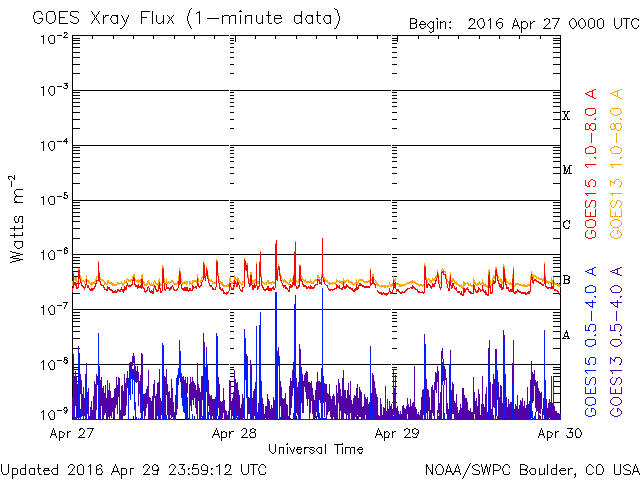 GOES Xray Flux (1-minute data)
Begin: 2016 Apr 27 0000 UTC
10^-2
10^-3
10^-4
10^-5
10^-6
10^-7
10^-8
10^-9
Watts m^-2
X
M
C
B
A
GOES15 1.0-8.0 A
GOES13 1.0-8.0 A
GOES15 0.5-4.0 A
GOES13 0.5-4.0 A
Apr 27
Apr 28
Apr 29
Apr 30
Universal Time
Updated 2016 Apr 29 23:59:12 UTC
NOAA/SWPC Boulder, CO USA